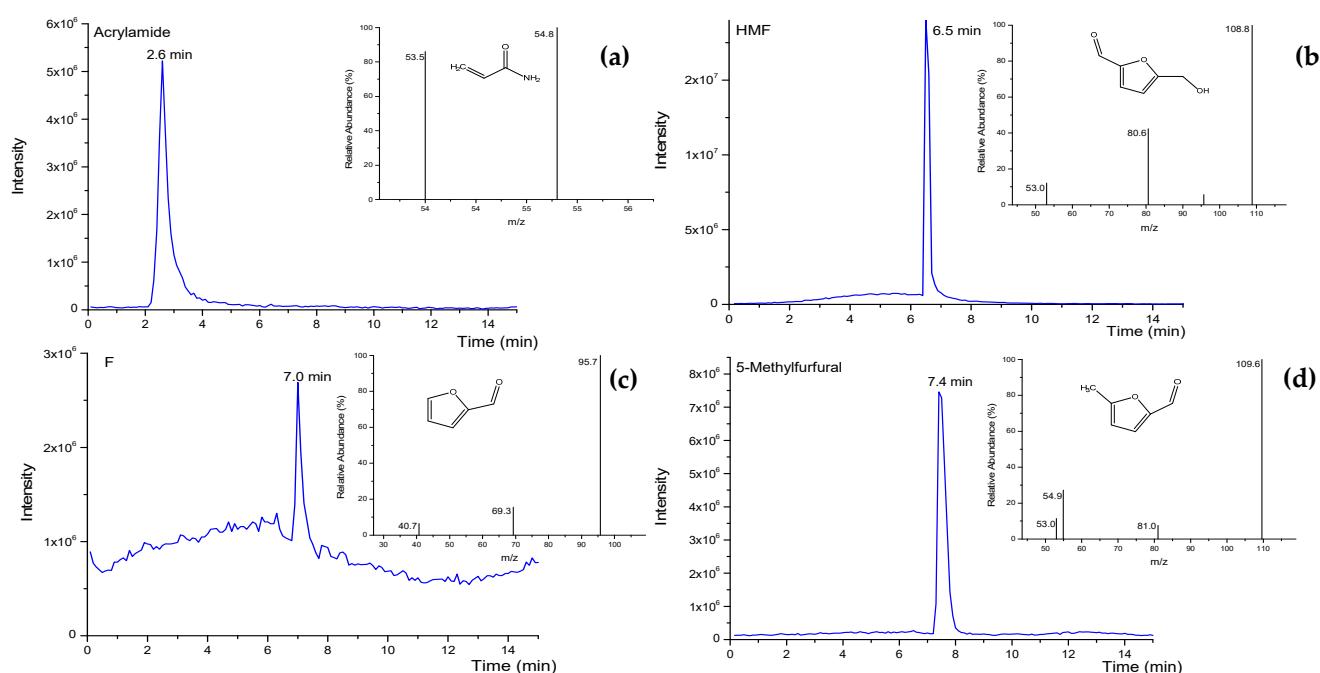 Acrylamide
2.6 min
(a)
Intensity
6x10⁶
5x10⁶
4x10⁶
3x10⁶
2x10⁶
1x10⁶
0
0 2 4 6 8 10 12 14
Time (min)
Relative Abundance (%)
100
80
60
40
20
0
53.5
54.8
H₂C
O
NH₂
54 54 55 55 56
m/z
HMF
6.5 min
(b
Intensity
2x10⁷
1x10⁷
5x10⁶
0
0 2 4 6 8 10 12 14
Time (min)
Relative Abundance (%)
100
80
60
40
20
0
108.8
80.6
53.0
O
O
OH
50 60 70 80 90 100 110
m/z
F
7.0 min
(c)
Intensity
3x10⁶
2x10⁶
1x10⁶
0
0 2 4 6 8 10 12 14
Time (min)
Relative Abundance (%)
100
80
60
40
20
0
95.7
69.3
40.7
O
O
30 40 50 60 70 80 90 100
m/z
5-Methylfurfural
7.4 min
(d)
Intensity
8x10⁶
7x10⁶
6x10⁶
5x10⁶
4x10⁶
3x10⁶
2x10⁶
1x10⁶
0
0 2 4 6 8 10 12 14
Time (min)
Relative Abundance (%)
100
80
60
40
20
0
109.6
54.9
53.0
81.0
H₃C
O
O
50 60 70 80 90 100 110
m/z